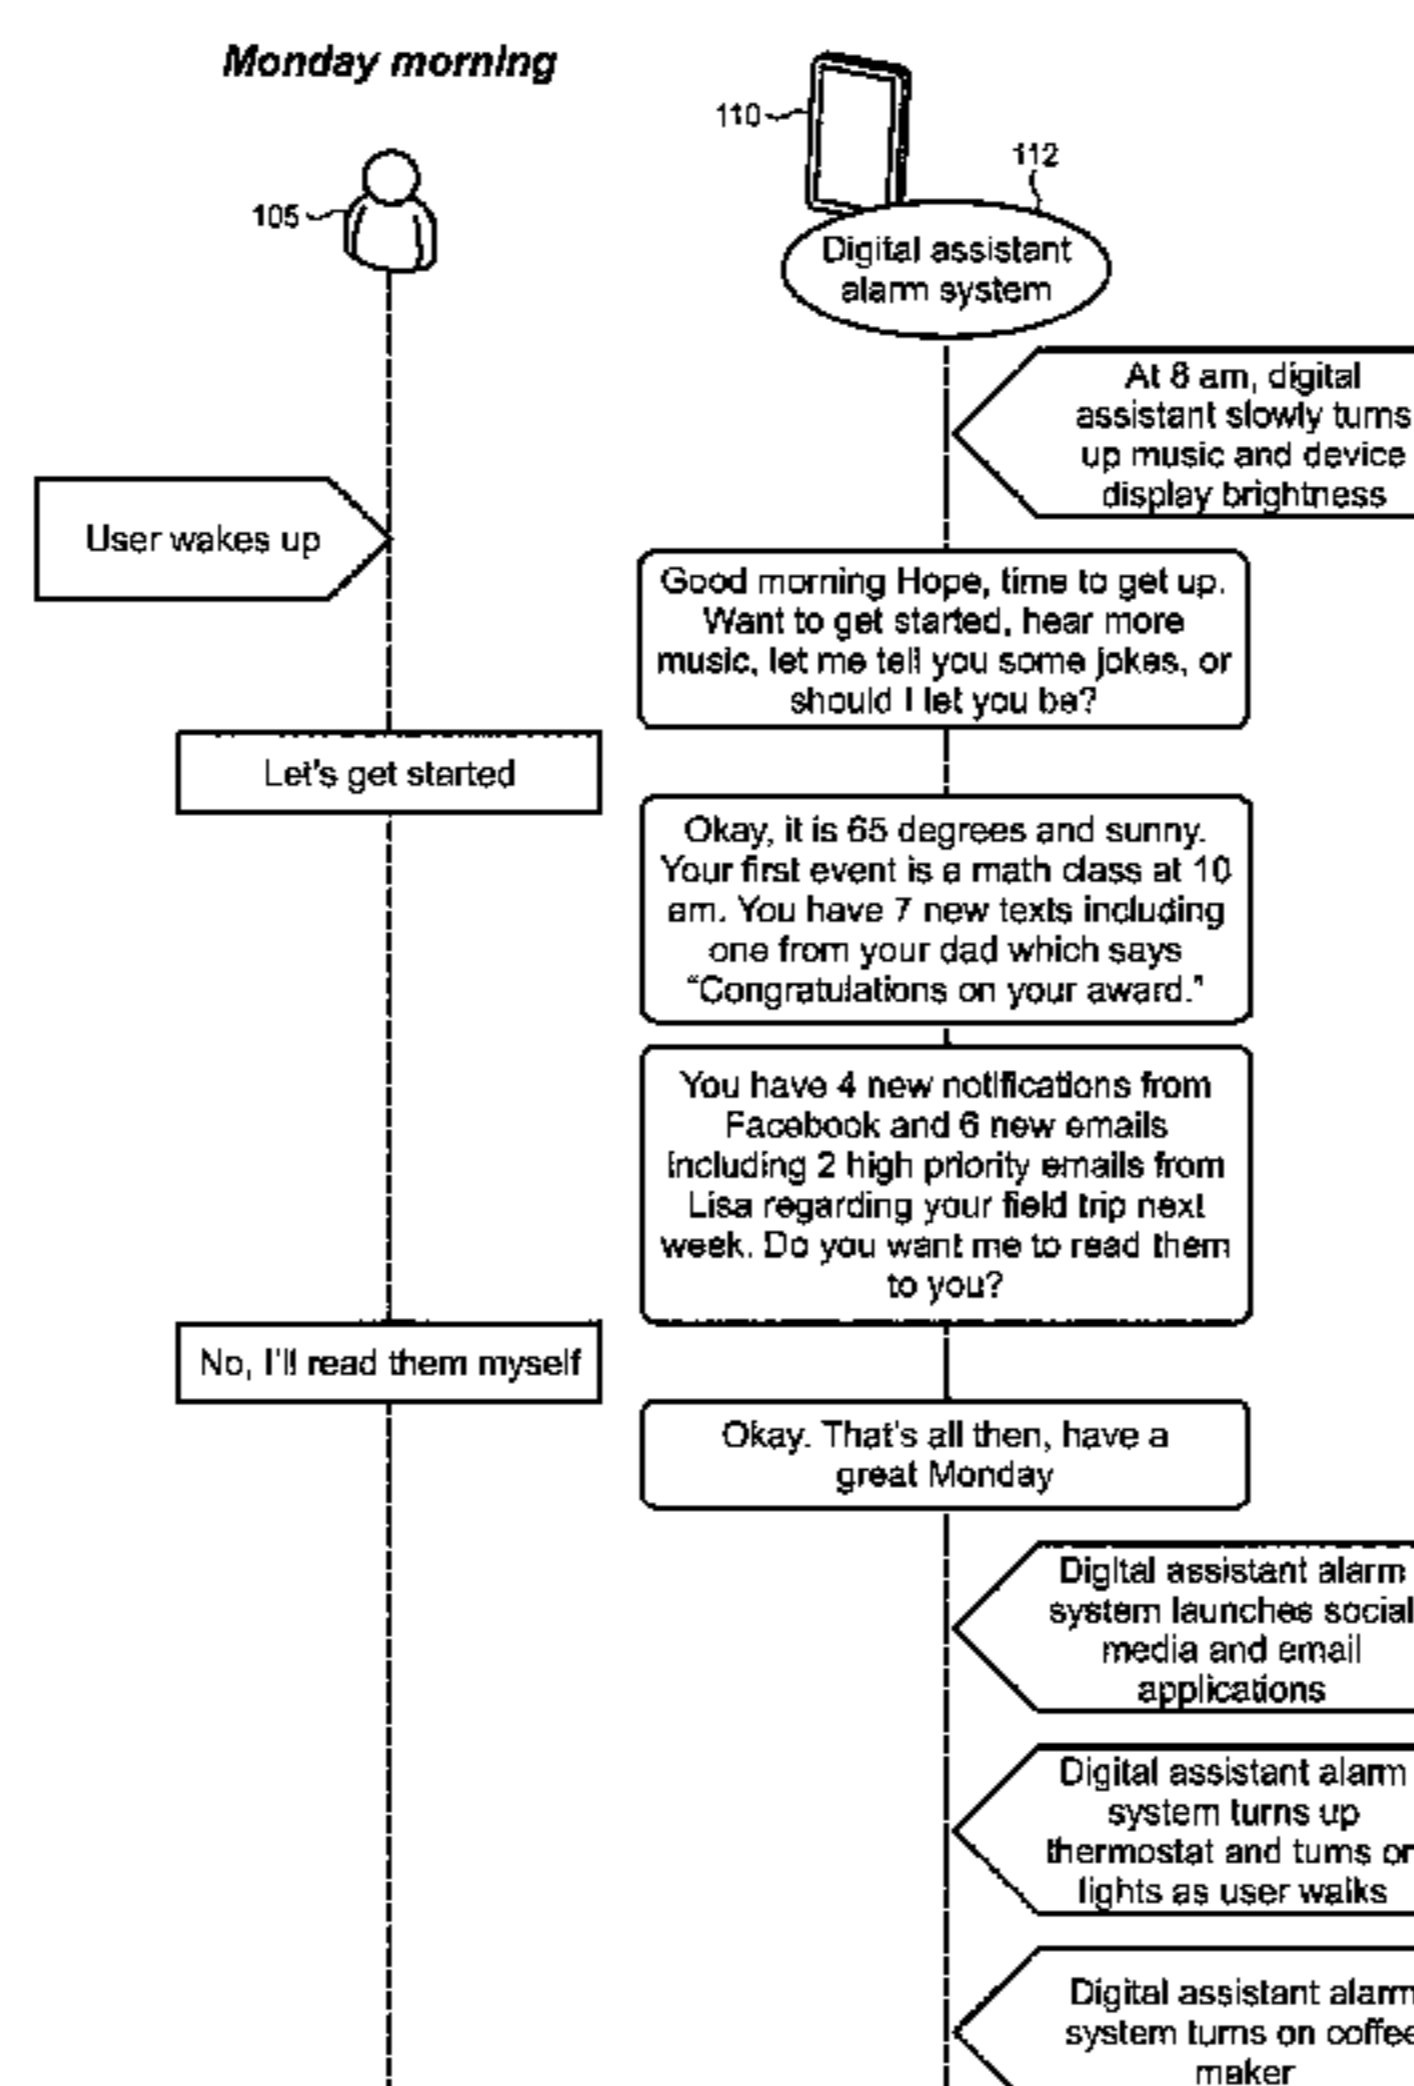 Monday morning
110
112
105
Digital assistant
alarm system
At 8 am, digital
assistant slowly turns
up music and device
display brightness
User wakes up
Good morning Hope, time to get up.
Want to get started, hear more
music, let me tell you some jokes, or
should I let you be?
Let's get started
Okay, it is 65 degrees and sunny.
Your first event is a math class at 10
am. You have 7 new texts including
one from your dad which says
“Congratulations on your award.”
You have 4 new notifications from
Facebook and 6 new emails
including 2 high priority emails from
Lisa regarding your field trip next
week. Do you want me to read them
to you?
No, I'll read them myself
Okay. That's all then, have a
great Monday
Digital assistant alarm
system launches social
media and email
applications
Digital assistant alarm
system turns up
thermostat and turns on
lights as user walks
Digital assistant alarm
system turns on coffee
maker